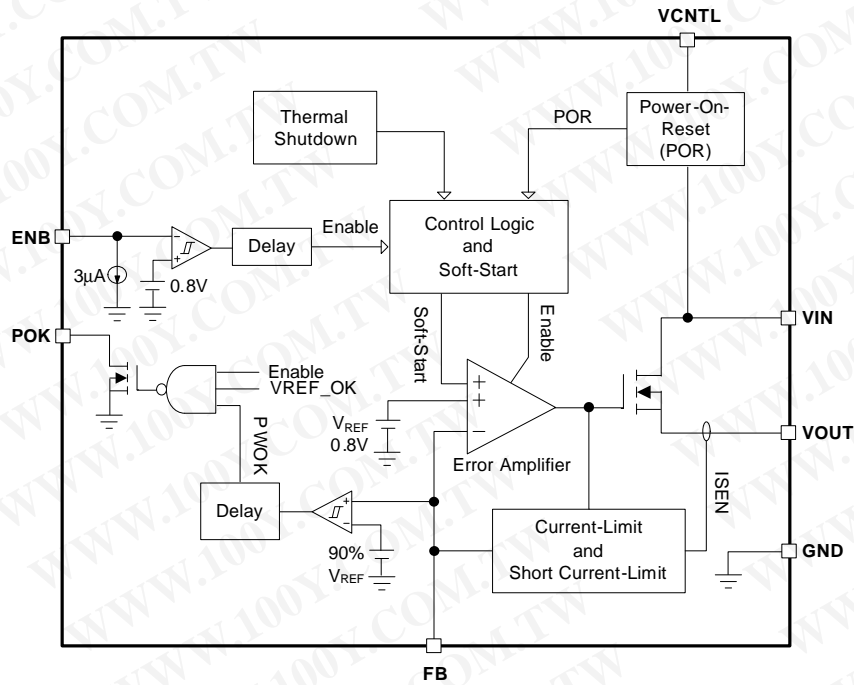 VCNTL
Thermal
Shutdown
POR
Power-On-
Reset
(POR)
ENB
Enable
Delay
Control Logic
and
Soft-Start
3µA
0.8V
POK
Soft-Start
Enable
VIN
Enable
VREF_OK
PWOK
VREF
0.8V
Error Amplifier
VOUT
ISEN
Delay
90%
VREF
Current-Limit
and
Short Current-Limit
GND
FB
WWW.100Y.COM.TW